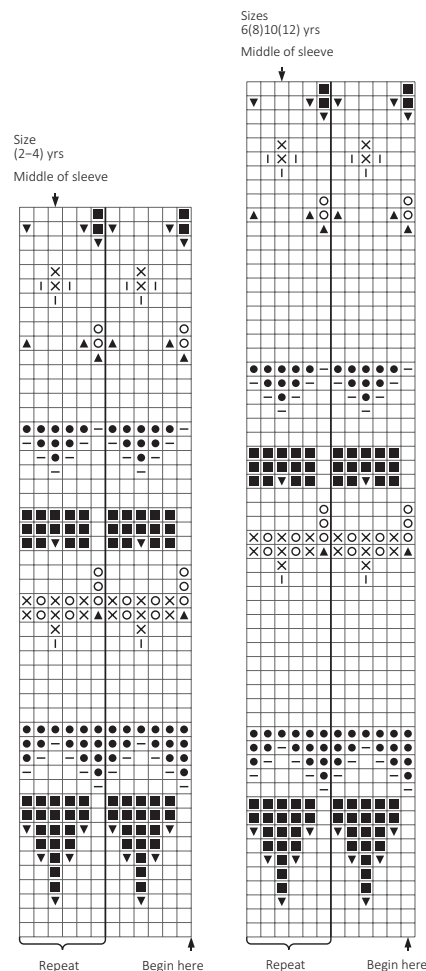 Size
(2–4) yrs
Middle of sleeve
Repeat
Begin here
Sizes
6(8)10(12) yrs
Middle of sleeve
Repeat
Begin here